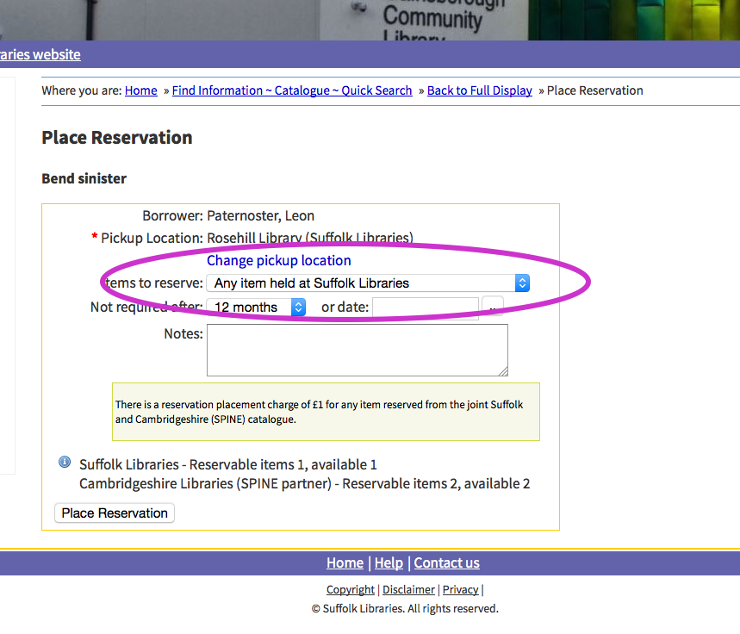 Community
Library
aries website
Where you are: Home » Find Information ~ Catalogue ~ Quick Search » Back to Full Display » Place Reservation
Place Reservation
Bend sinister
Borrower: Paternoster, Leon
* Pickup Location: Rosehill Library (Suffolk Libraries)
Change pickup location
Items to reserve: Any item held at Suffolk Libraries
Not required after: 12 months or date: ...
Notes:
There is a reservation placement charge of £1 for any item reserved from the joint Suffolk
and Cambridgeshire (SPINE) catalogue.
Suffolk Libraries - Reservable items 1, available 1
Cambridgeshire Libraries (SPINE partner) - Reservable items 2, available 2
Place Reservation
Home | Help | Contact us
Copyright | Disclaimer | Privacy |
© Suffolk Libraries. All rights reserved.